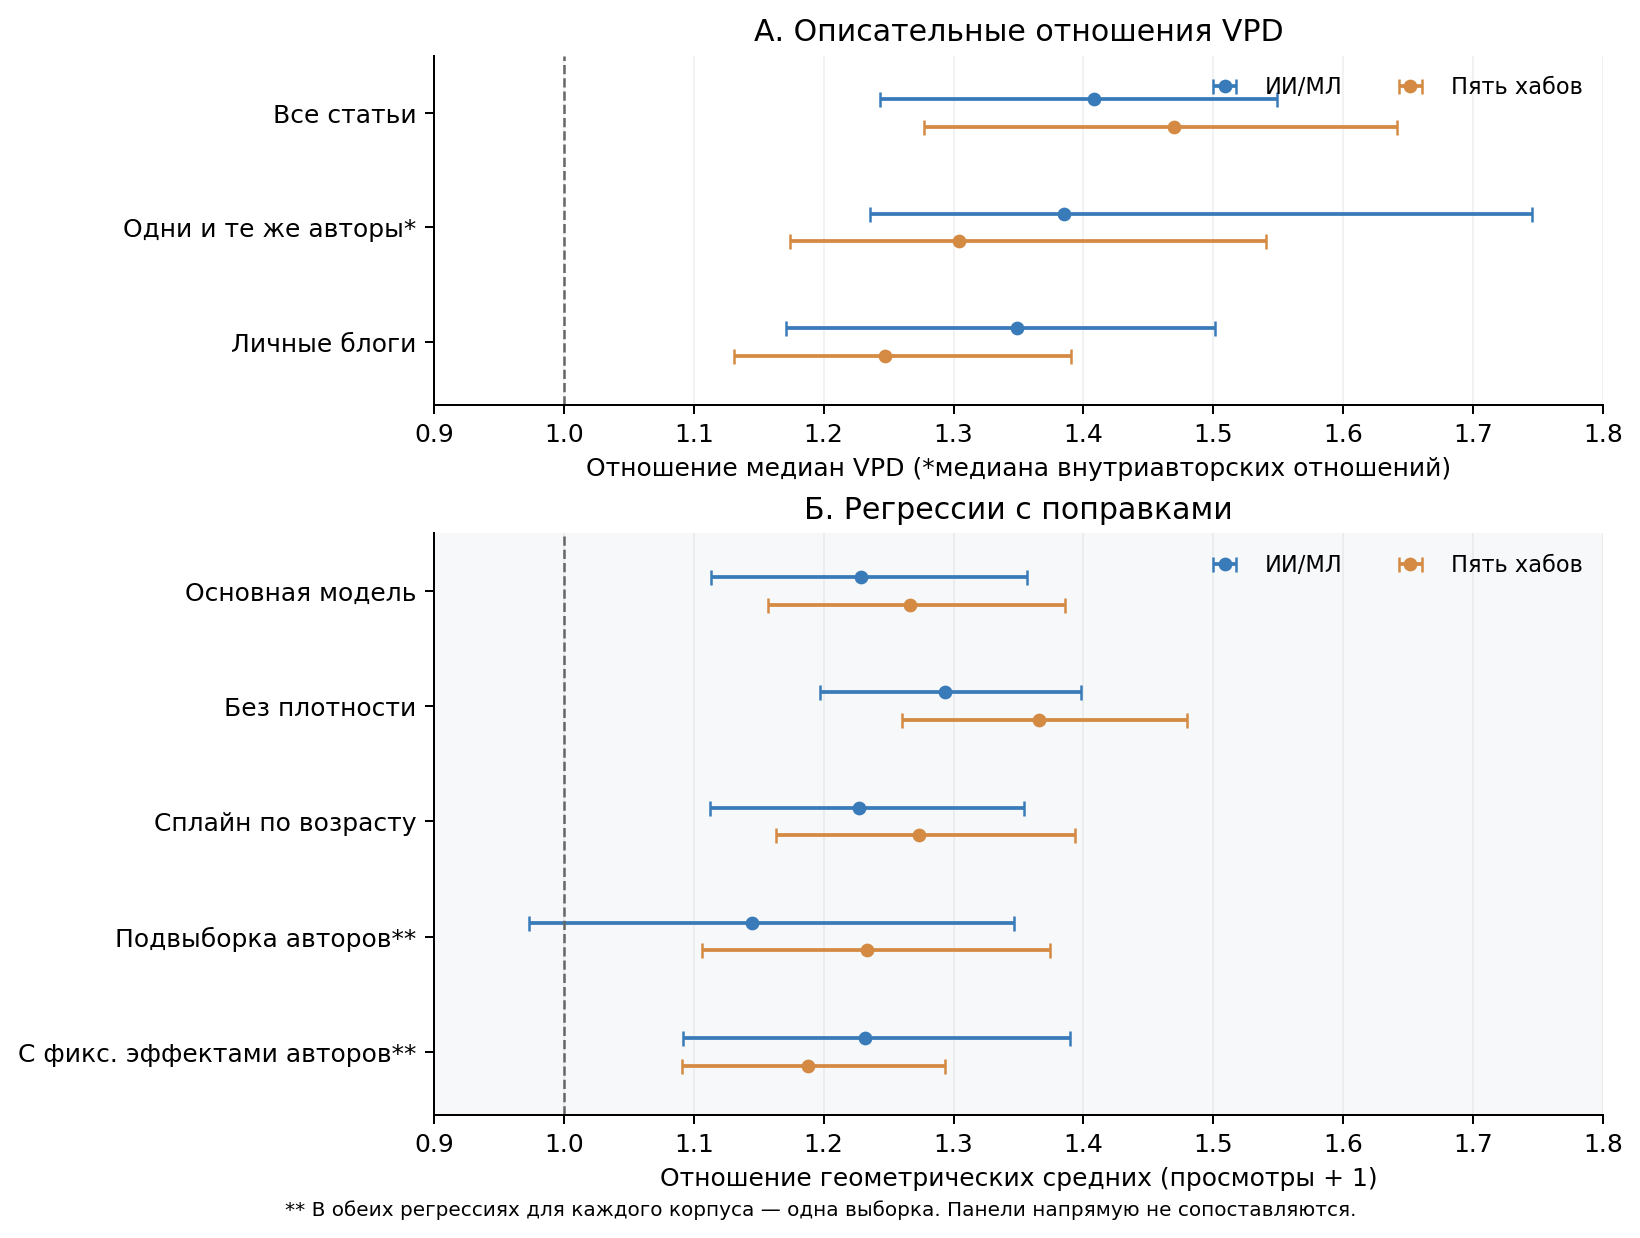 А. Описательные отношения VPD
ИИ/МЛ
Пять хабов
Все статьи
Одни и те же авторы*
Личные блоги
0.9 1.0 1.1 1.2 1.3 1.4 1.5 1.6 1.7 1.8
Отношение медиан VPD (*медиана внутриавторских отношений)
Б. Регрессии с поправками
ИИ/МЛ
Пять хабов
Основная модель
Без плотности
Сплайн по возрасту
Подвыборка авторов**
С фикс. эффектами авторов**
0.9 1.0 1.1 1.2 1.3 1.4 1.5 1.6 1.7 1.8
Отношение геометрических средних (просмотры + 1)
** В обеих регрессиях для каждого корпуса — одна выборка. Панели напрямую не сопоставляются.